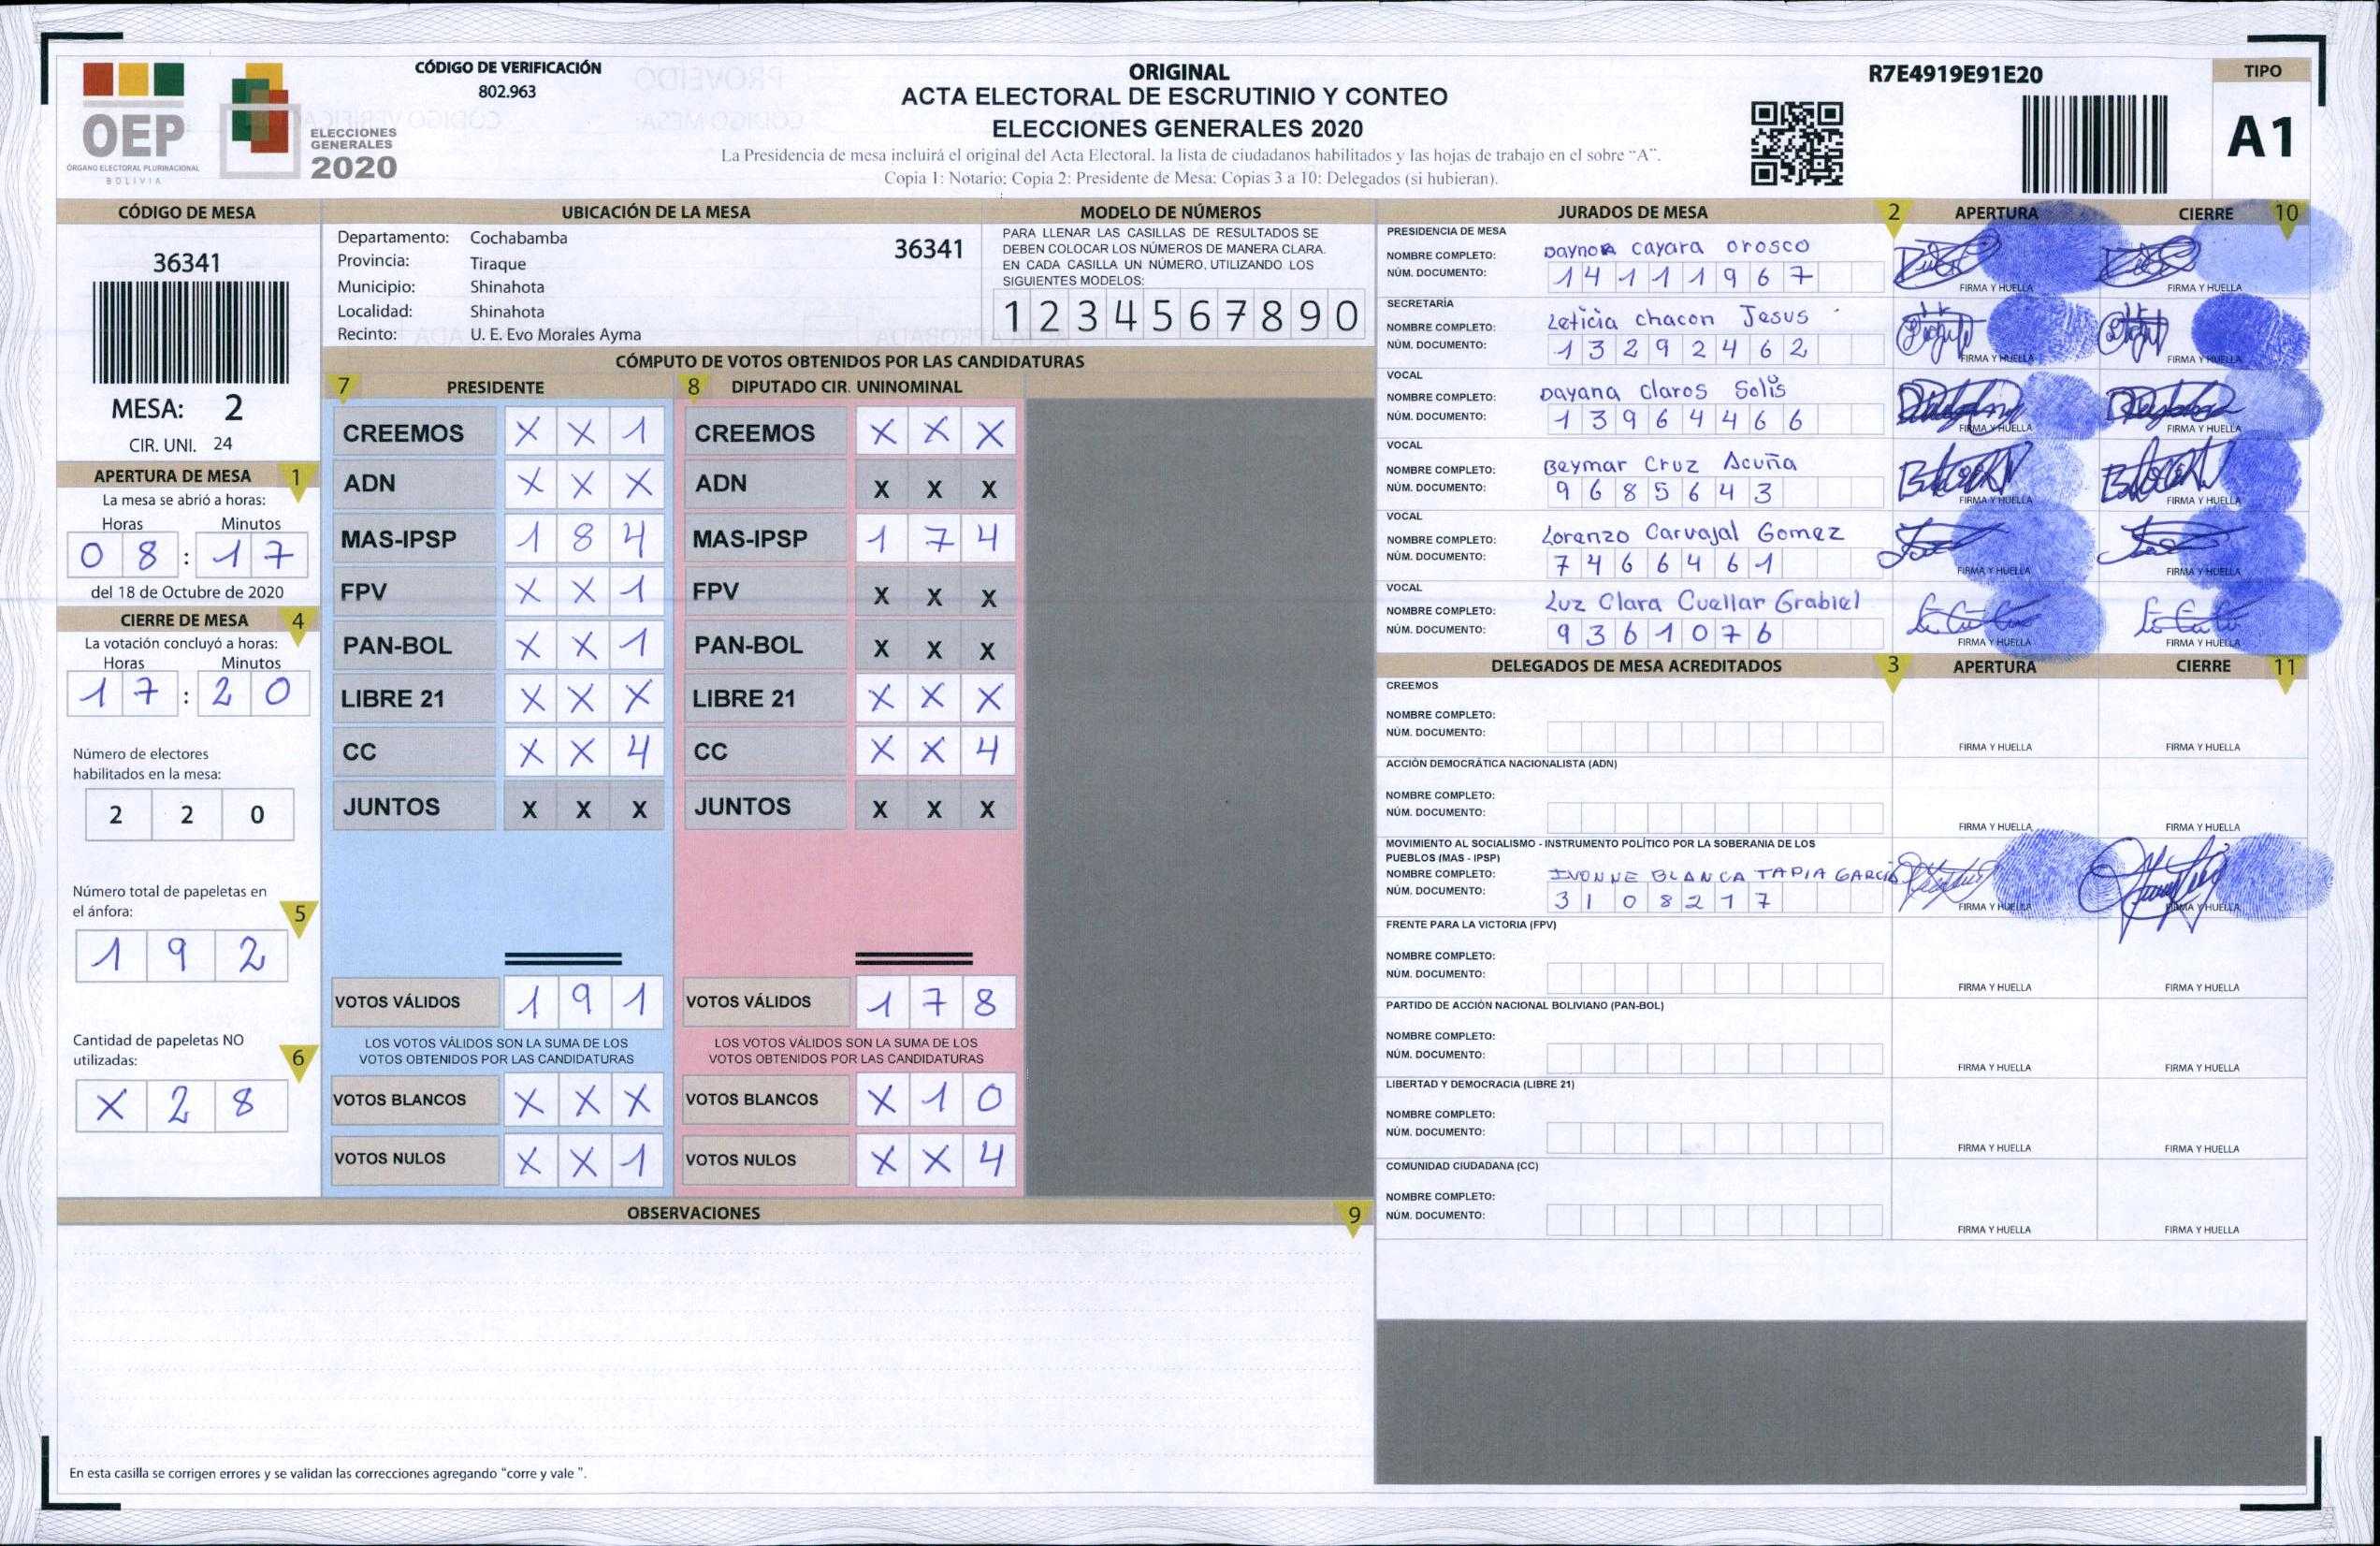 OEP
ÓRGANO ELECTORAL PLURINACIONAL
BOLIVIA
ELECCIONES
GENERALES
2020
CÓDIGO DE VERIFICACIÓN
802.963
ORIGINAL
ACTA ELECTORAL DE ESCRUTINIO Y CONTEO
ELECCIONES GENERALES 2020
La Presidencia de mesa incluirá el original del Acta Electoral. la lista de ciudadanos habilitados y las hojas de trabajo en el sobre "A".
Copia 1: Notario; Copia 2: Presidente de Mesa; Copias 3 a 10: Delegados (si hubieran).
R7E4919E91E20
TIPO
A1
CÓDIGO DE MESA
36341
MESA: 2
CIR. UNI. 24
APERTURA DE MESA 1
La mesa se abrió a horas:
Horas Minutos
0 8 : 1 7
del 18 de Octubre de 2020
CIERRE DE MESA 4
La votación concluyó a horas:
Horas Minutos
1 7 : 2 0
Número de electores
habilitados en la mesa:
2 2 0
Número total de papeletas en
el ánfora: 5
1 9 2
Cantidad de papeletas NO
utilizadas: 6
X 2 8
UBICACIÓN DE LA MESA
Departamento: Cochabamba 36341
Provincia: Tiraque
Municipio: Shinahota
Localidad: Shinahota
Recinto: U. E. Evo Morales Ayma
MODELO DE NÚMEROS
PARA LLENAR LAS CASILLAS DE RESULTADOS SE
DEBEN COLOCAR LOS NÚMEROS DE MANERA CLARA.
EN CADA CASILLA UN NÚMERO, UTILIZANDO LOS
SIGUIENTES MODELOS:
1 2 3 4 5 6 7 8 9 0
CÓMPUTO DE VOTOS OBTENIDOS POR LAS CANDIDATURAS
7 PRESIDENTE 8 DIPUTADO CIR. UNINOMINAL
CREEMOS X X 1 CREEMOS X X X
ADN X X X ADN X X X
MAS-IPSP 1 8 4 MAS-IPSP 1 7 4
FPV X X 1 FPV X X X
PAN-BOL X X 1 PAN-BOL X X X
LIBRE 21 X X X LIBRE 21 X X X
CC X X 4 CC X X 4
JUNTOS X X X JUNTOS X X X
VOTOS VÁLIDOS 1 9 1 VOTOS VÁLIDOS 1 7 8
LOS VOTOS VÁLIDOS SON LA SUMA DE LOS LOS VOTOS VÁLIDOS SON LA SUMA DE LOS
VOTOS OBTENIDOS POR LAS CANDIDATURAS VOTOS OBTENIDOS POR LAS CANDIDATURAS
VOTOS BLANCOS X X X VOTOS BLANCOS X 1 0
VOTOS NULOS X X 1 VOTOS NULOS X X 4
OBSERVACIONES 9
En esta casilla se corrigen errores y se validan las correcciones agregando "corre y vale ".
JURADOS DE MESA 2 APERTURA CIERRE 10
PRESIDENCIA DE MESA
NOMBRE COMPLETO: Daynor Cayara Orosco
NÚM. DOCUMENTO: 1 4 1 1 1 9 6 7
FIRMA Y HUELLA FIRMA Y HUELLA
SECRETARÍA
NOMBRE COMPLETO: Leticia Chacon Jesus
NÚM. DOCUMENTO: 1 3 2 9 2 4 6 2
FIRMA Y HUELLA FIRMA Y HUELLA
VOCAL
NOMBRE COMPLETO: Dayana Claros Solis
NÚM. DOCUMENTO: 1 3 9 6 4 4 6 6
FIRMA Y HUELLA FIRMA Y HUELLA
VOCAL
NOMBRE COMPLETO: Beymar Cruz Acuña
NÚM. DOCUMENTO: 9 6 8 5 6 4 3
FIRMA Y HUELLA FIRMA Y HUELLA
VOCAL
NOMBRE COMPLETO: Lorenzo Carvajal Gomez
NÚM. DOCUMENTO: 7 4 6 6 4 6 1
FIRMA Y HUELLA FIRMA Y HUELLA
VOCAL
NOMBRE COMPLETO: Luz Clara Cuellar Grabiel
NÚM. DOCUMENTO: 9 3 6 1 0 7 6
FIRMA Y HUELLA FIRMA Y HUELLA
DELEGADOS DE MESA ACREDITADOS 3 APERTURA CIERRE 11
CREEMOS
NOMBRE COMPLETO:
NÚM. DOCUMENTO:
FIRMA Y HUELLA FIRMA Y HUELLA
ACCIÓN DEMOCRÁTICA NACIONALISTA (ADN)
NOMBRE COMPLETO:
NÚM. DOCUMENTO:
FIRMA Y HUELLA FIRMA Y HUELLA
MOVIMIENTO AL SOCIALISMO - INSTRUMENTO POLÍTICO POR LA SOBERANIA DE LOS
PUEBLOS (MAS - IPSP)
NOMBRE COMPLETO: IVONNE BLANCA TAPIA GARCIA
NÚM. DOCUMENTO: 3 1 0 8 2 1 7
FIRMA Y HUELLA FIRMA Y HUELLA
FRENTE PARA LA VICTORIA (FPV)
NOMBRE COMPLETO:
NÚM. DOCUMENTO:
FIRMA Y HUELLA FIRMA Y HUELLA
PARTIDO DE ACCIÓN NACIONAL BOLIVIANO (PAN-BOL)
NOMBRE COMPLETO:
NÚM. DOCUMENTO:
FIRMA Y HUELLA FIRMA Y HUELLA
LIBERTAD Y DEMOCRACIA (LIBRE 21)
NOMBRE COMPLETO:
NÚM. DOCUMENTO:
FIRMA Y HUELLA FIRMA Y HUELLA
COMUNIDAD CIUDADANA (CC)
NOMBRE COMPLETO:
NÚM. DOCUMENTO:
FIRMA Y HUELLA FIRMA Y HUELLA